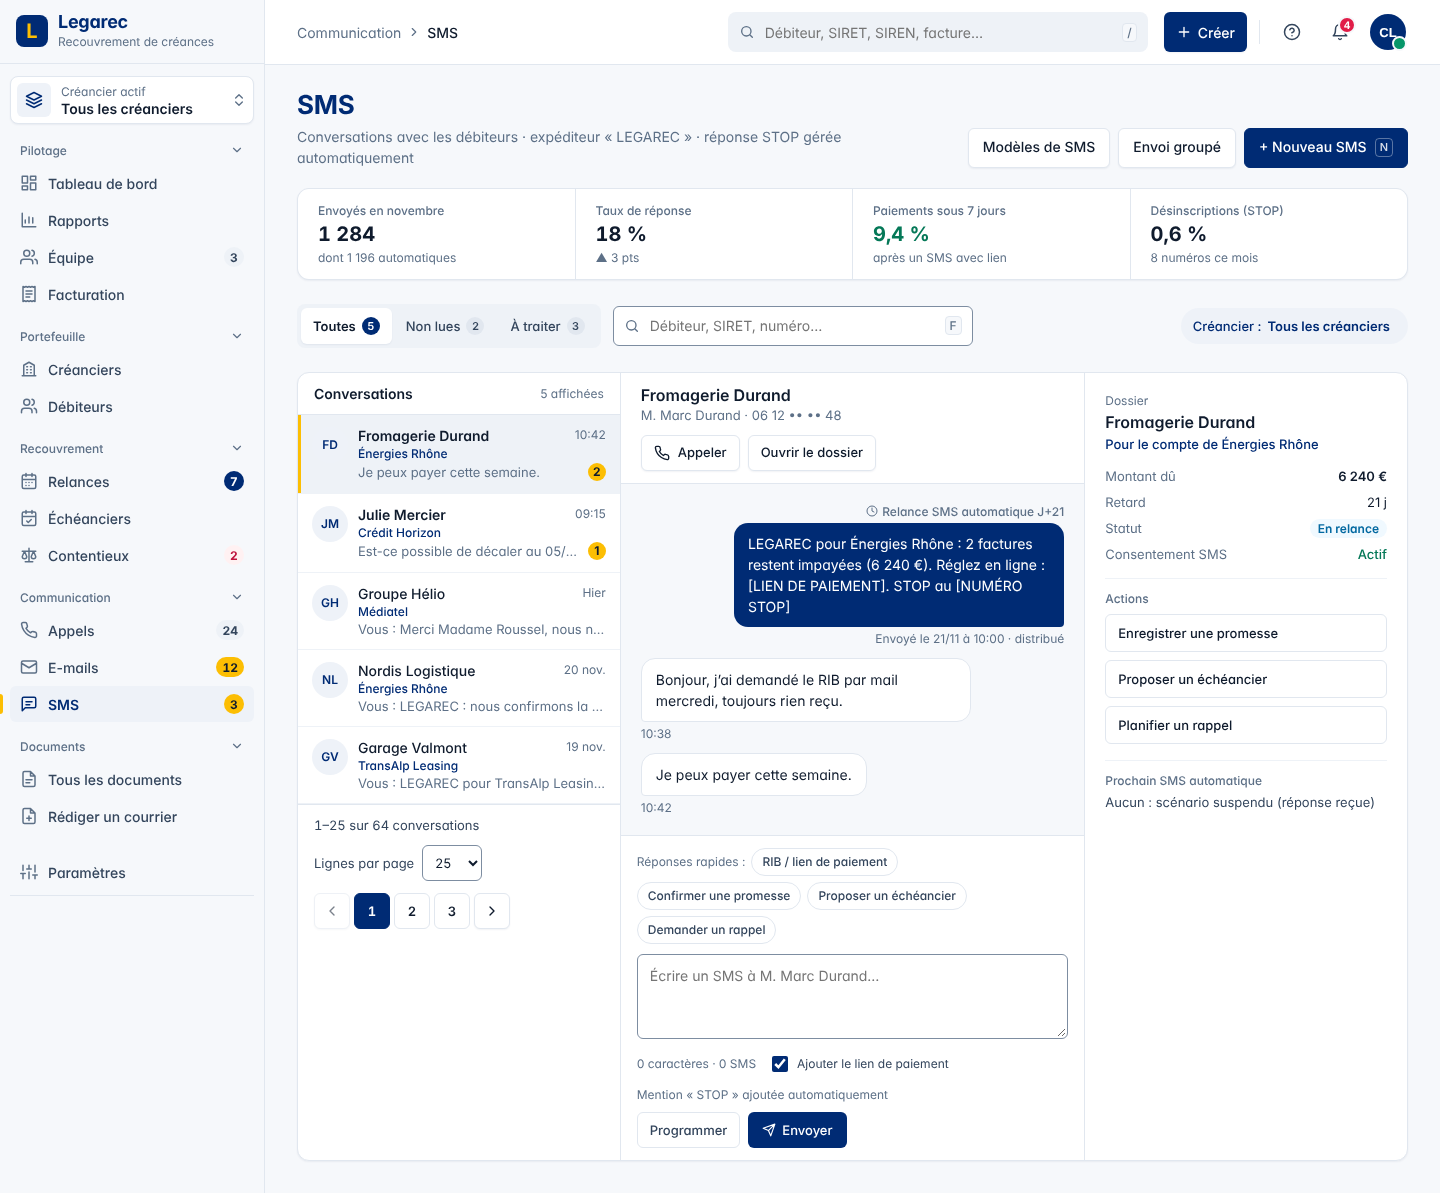 L
Legarec
Recouvrement de créances
Créancier actif
Tous les créanciers
Pilotage
Tableau de bord
Rapports
Équipe 3
Facturation
Portefeuille
Créanciers
Débiteurs
Recouvrement
Relances 7
Échéanciers
Contentieux 2
Communication
Appels 24
E-mails 12
SMS 3
Documents
Tous les documents
Rédiger un courrier
Paramètres
Communication > SMS
Débiteur, SIRET, SIREN, facture... /
+ Créer
4
CL
SMS
Conversations avec les débiteurs · expéditeur « LEGAREC » · réponse STOP gérée
automatiquement
Modèles de SMS
Envoi groupé
+ Nouveau SMS N
Envoyés en novembre
1 284
dont 1 196 automatiques
Taux de réponse
18 %
▲ 3 pts
Paiements sous 7 jours
9,4 %
après un SMS avec lien
Désinscriptions (STOP)
0,6 %
8 numéros ce mois
Toutes 5
Non lues 2
À traiter 3
Débiteur, SIRET, numéro... F
Créancier : Tous les créanciers
Conversations 5 affichées
FD
Fromagerie Durand 10:42
Énergies Rhône
Je peux payer cette semaine. 2
JM
Julie Mercier 09:15
Crédit Horizon
Est-ce possible de décaler au 05/... 1
GH
Groupe Hélio Hier
Médiatel
Vous : Merci Madame Roussel, nous n...
NL
Nordis Logistique 20 nov.
Énergies Rhône
Vous : LEGAREC : nous confirmons la ...
GV
Garage Valmont 19 nov.
TransAlp Leasing
Vous : LEGAREC pour TransAlp Leasin...
1–25 sur 64 conversations
Lignes par page 25
1 2 3
Fromagerie Durand
M. Marc Durand · 06 12 •• •• 48
Appeler
Ouvrir le dossier
Relance SMS automatique J+21
LEGAREC pour Énergies Rhône : 2 factures
restent impayées (6 240 €). Réglez en ligne :
[LIEN DE PAIEMENT]. STOP au [NUMÉRO
STOP]
Envoyé le 21/11 à 10:00 · distribué
Bonjour, j’ai demandé le RIB par mail
mercredi, toujours rien reçu.
10:38
Je peux payer cette semaine.
10:42
Réponses rapides : RIB / lien de paiement
Confirmer une promesse
Proposer un échéancier
Demander un rappel
Écrire un SMS à M. Marc Durand...
0 caractères · 0 SMS
Ajouter le lien de paiement
Mention « STOP » ajoutée automatiquement
Programmer
Envoyer
Dossier
Fromagerie Durand
Pour le compte de Énergies Rhône
Montant dû 6 240 €
Retard 21 j
Statut En relance
Consentement SMS Actif
Actions
Enregistrer une promesse
Proposer un échéancier
Planifier un rappel
Prochain SMS automatique
Aucun : scénario suspendu (réponse reçue)